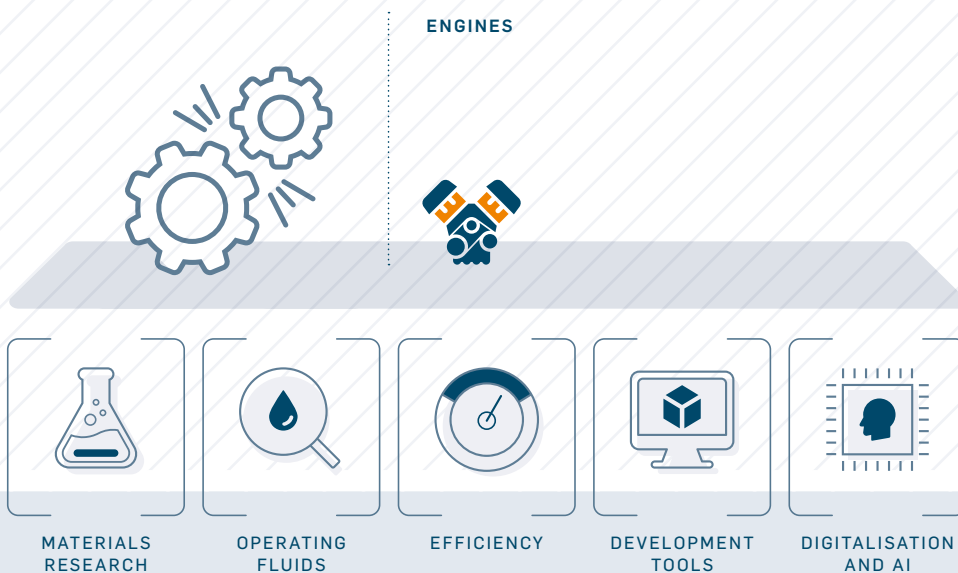 ENGINES
MATERIALS
RESEARCH
OPERATING
FLUIDS
EFFICIENCY
DEVELOPMENT
TOOLS
DIGITALISATION
AND AI